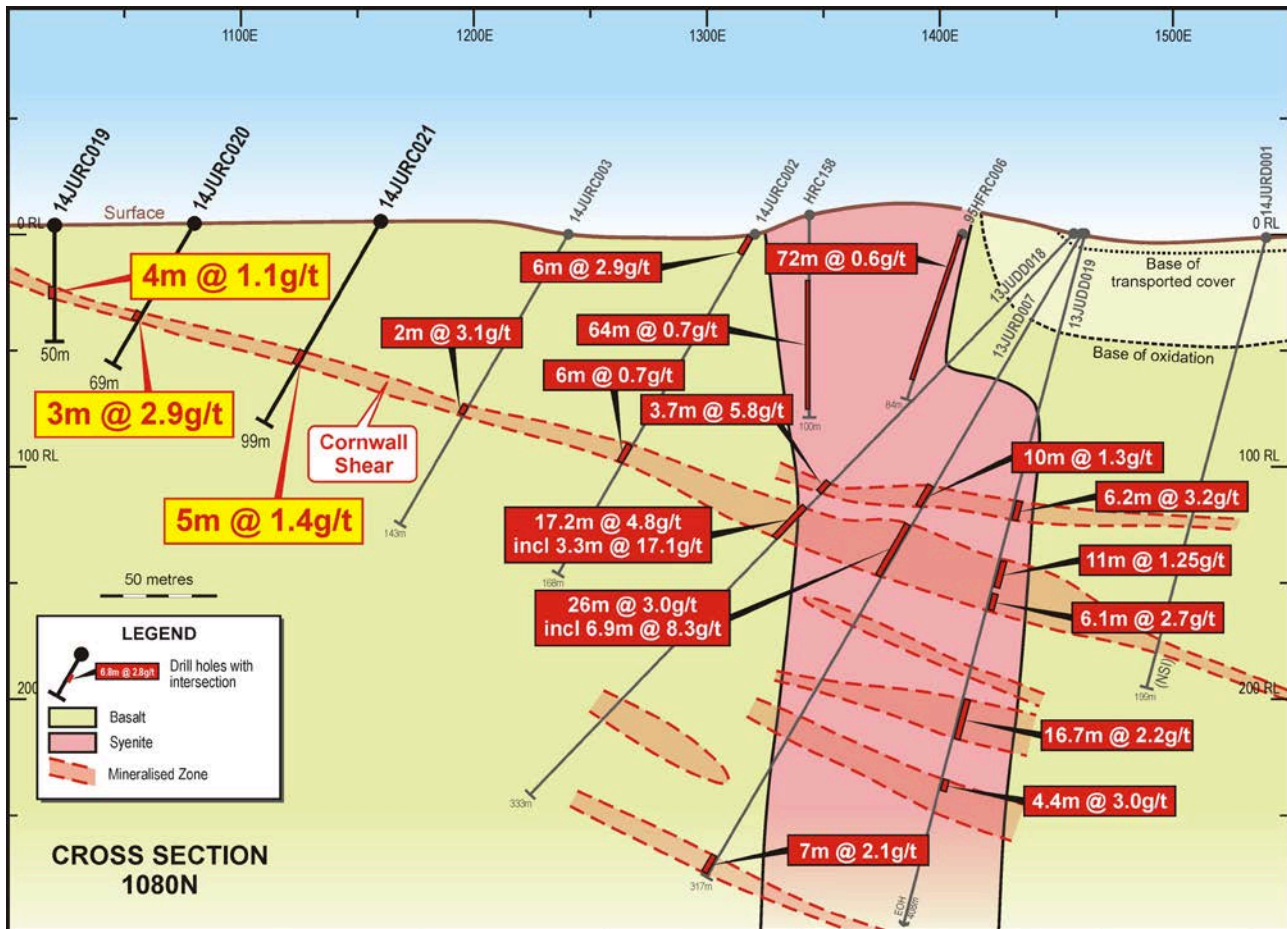 1100E
1200E
1300E
1400E
1500E
14JURC019
14JURC020
14JURC021
14JURC003
14JURC002
HRC158
95HFRC006
14JURD001
Surface
0 RL
0 RL
13JUDD018
13JURD007
13JUDD019
Base of
transported cover
Base of oxidation
6m @ 2.9g/t
72m @ 0.6g/t
4m @ 1.1g/t
64m @ 0.7g/t
2m @ 3.1g/t
50m
69m
6m @ 0.7g/t
3m @ 2.9g/t
84m
3.7m @ 5.8g/t
100m
99m
Cornwall
Shear
100 RL
100 RL
10m @ 1.3g/t
5m @ 1.4g/t
6.2m @ 3.2g/t
17.2m @ 4.8g/t
incl 3.3m @ 17.1g/t
143m
11m @ 1.25g/t
168m
50 metres
26m @ 3.0g/t
incl 6.9m @ 8.3g/t
6.1m @ 2.7g/t
LEGEND
6.8m @ 2.8g/t
Drill holes with
intersection
Basalt
Syenite
Mineralised Zone
(NSI)
199m
200
200 RL
16.7m @ 2.2g/t
333m
4.4m @ 3.0g/t
7m @ 2.1g/t
317m
EOH
408m
CROSS SECTION
1080N